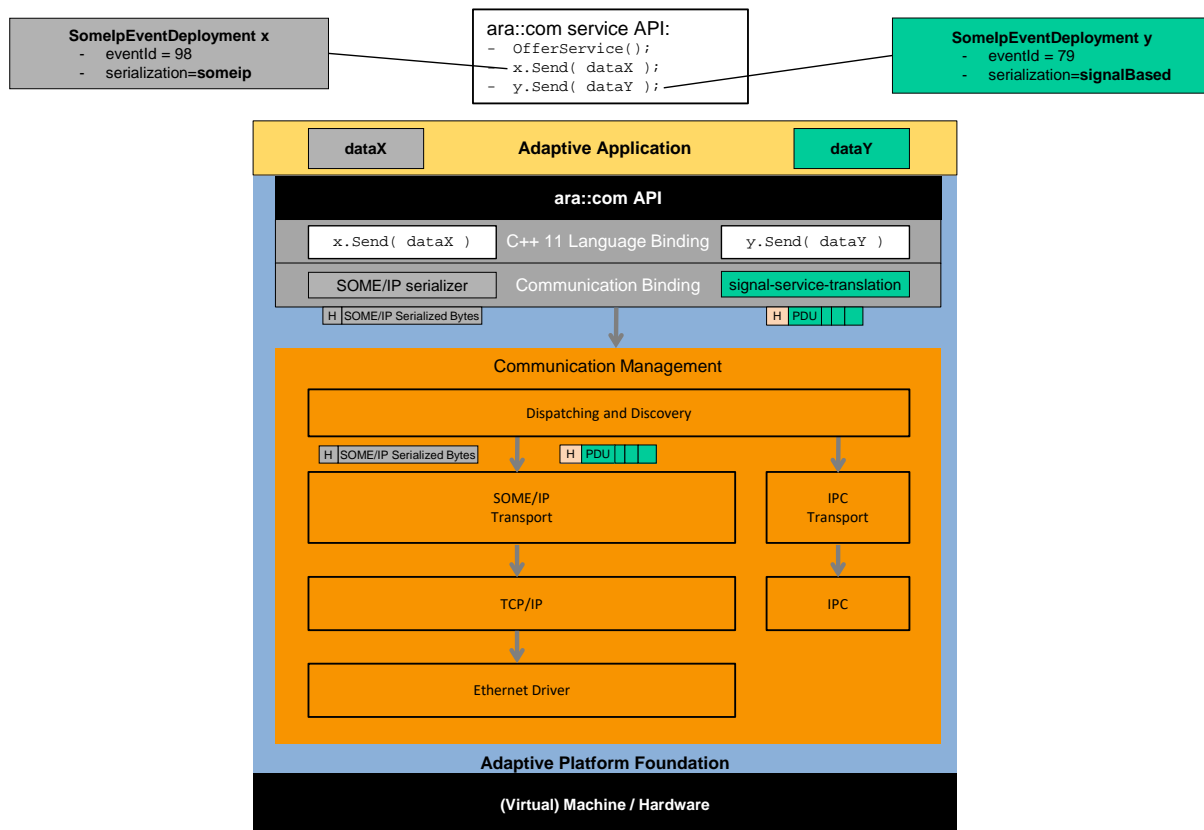 SomeIpEventDeployment x
- eventId = 98
- serialization=someip
ara::com service API:
- OfferService();
- x.Send( dataX );
- y.Send( dataY );
SomeIpEventDeployment y
- eventId = 79
- serialization=signalBased
dataX
Adaptive Application
dataY
ara::com API
x.Send( dataX )
C++ 11 Language Binding
y.Send( dataY )
SOME/IP serializer
Communication Binding
signal-service-translation
H SOME/IP Serialized Bytes
H PDU
Communication Management
Dispatching and Discovery
H SOME/IP Serialized Bytes
H PDU
SOME/IP
Transport
IPC
Transport
TCP/IP
IPC
Ethernet Driver
Adaptive Platform Foundation
(Virtual) Machine / Hardware